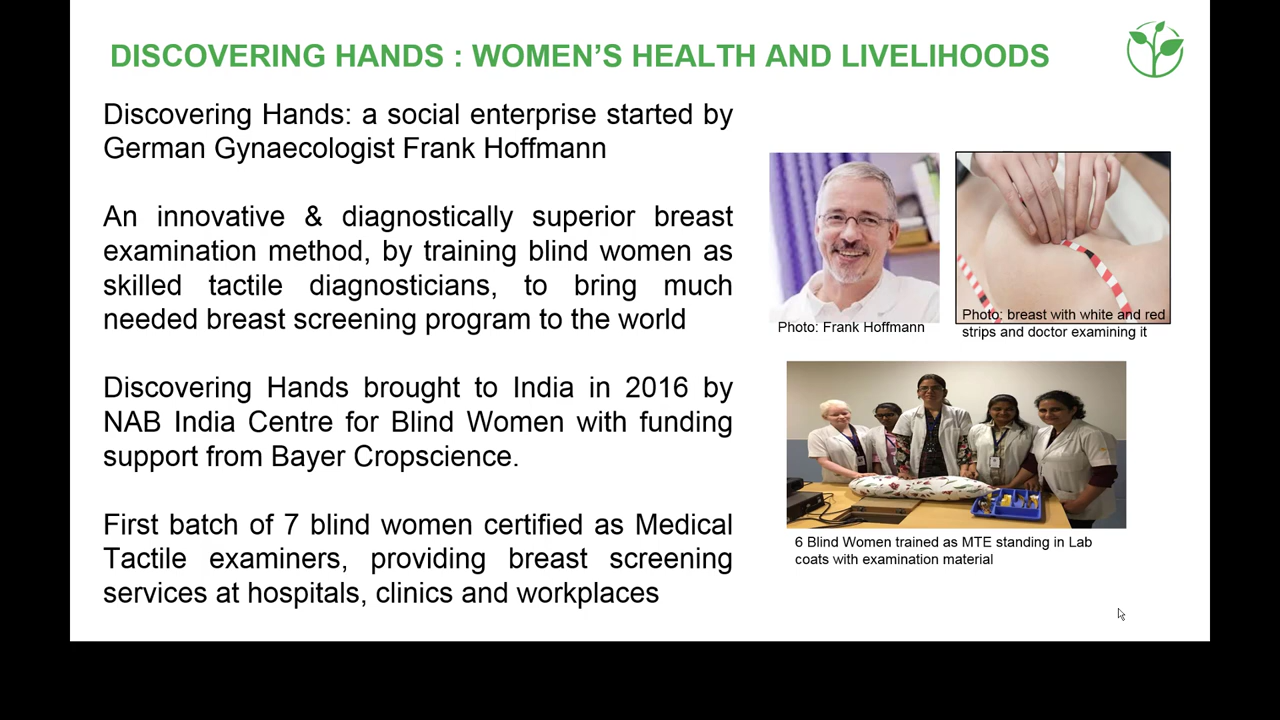 DISCOVERING HANDS : WOMEN'S HEALTH AND LIVELIHOODS
Discovering Hands: a social enterprise started by
German Gynaecologist Frank Hoffmann
An innovative & diagnostically superior breast
examination method, by training blind women as
skilled tactile diagnosticians, to bring much
needed breast screening program to the world
Discovering Hands brought to India in 2016 by
NAB India Centre for Blind Women with funding
support from Bayer Cropscience.
First batch of 7 blind women certified as Medical
Tactile examiners, providing breast screening
services at hospitals, clinics and workplaces
Photo: Frank Hoffmann
Photo: breast with white and red
strips and doctor examining it
6 Blind Women trained as MTE standing in Lab
coats with examination material